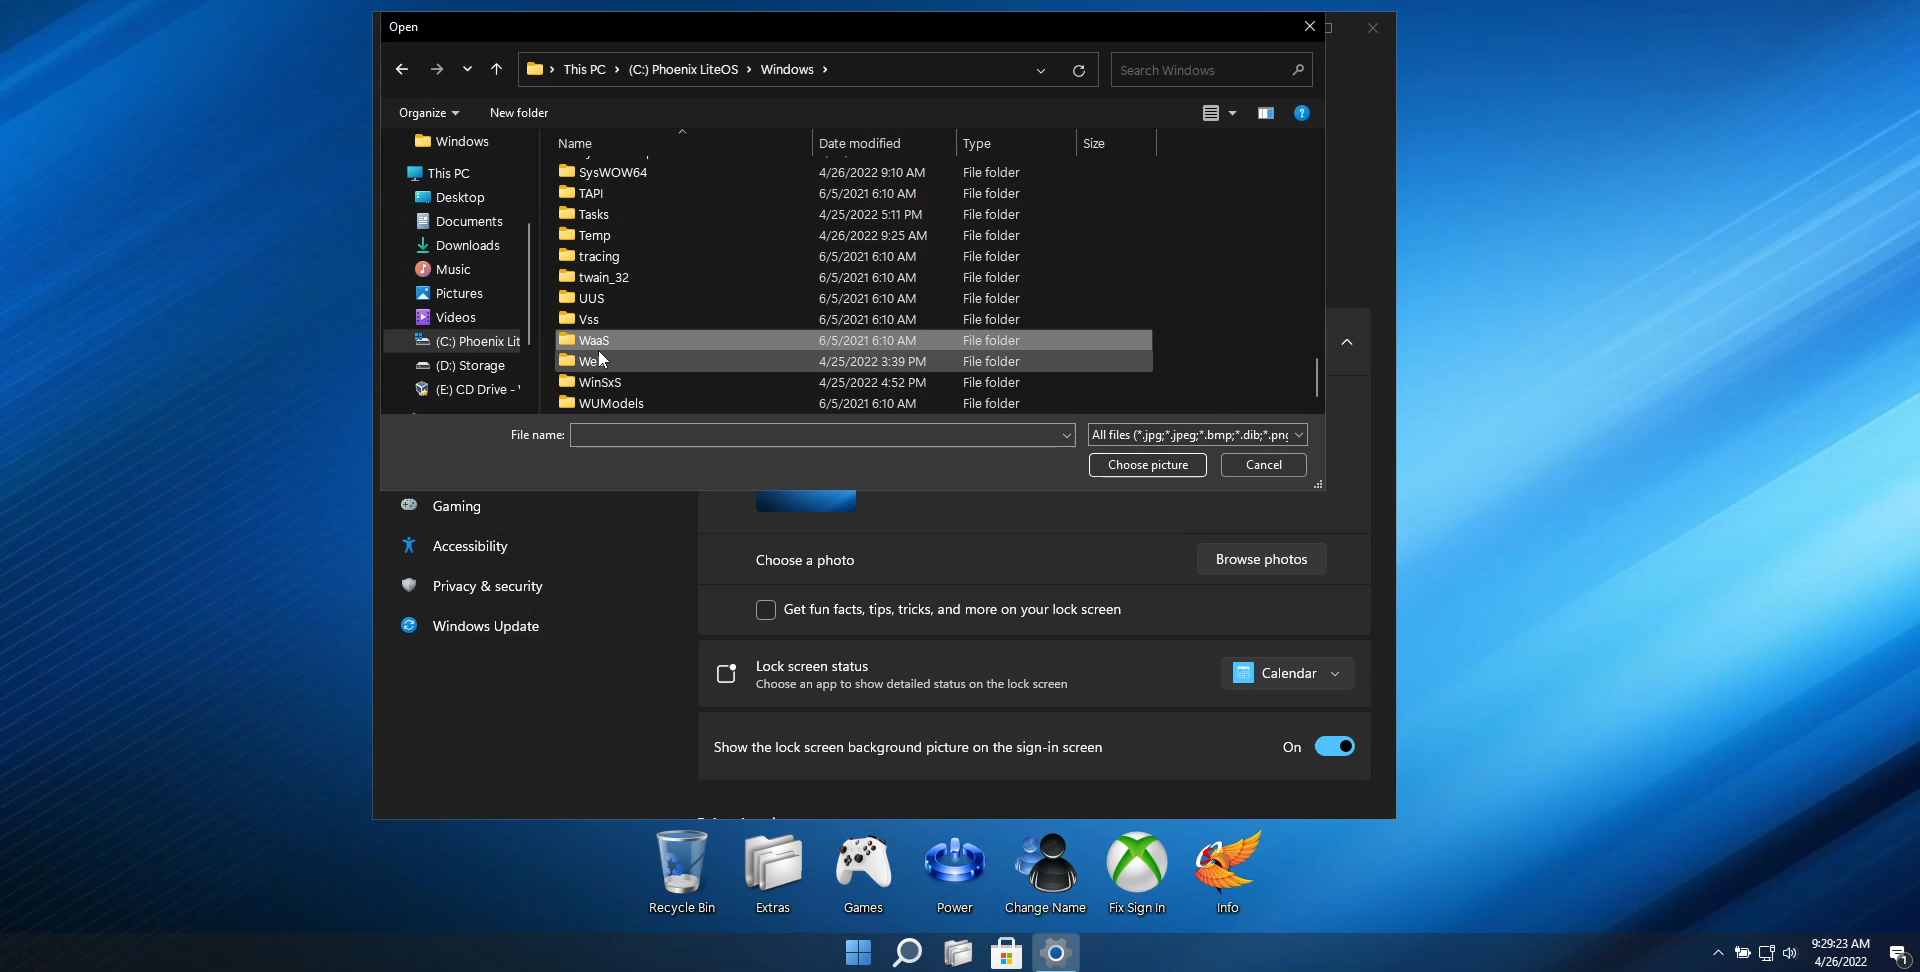 Open
This PC > (C:) Phoenix LiteOS > Windows >
Search Windows
Organize
New folder
Name
Date modified
Type
Size
Windows
This PC
Desktop
Documents
Downloads
Music
Pictures
Videos
(C:) Phoenix Lit
(D:) Storage
(E:) CD Drive -
SysWOW64 4/26/2022 9:10 AM File folder
TAPI 6/5/2021 6:10 AM File folder
Tasks 4/25/2022 5:11 PM File folder
Temp 4/26/2022 9:25 AM File folder
tracing 6/5/2021 6:10 AM File folder
twain_32 6/5/2021 6:10 AM File folder
UUS 6/5/2021 6:10 AM File folder
Vss 6/5/2021 6:10 AM File folder
WaaS 6/5/2021 6:10 AM File folder
4/25/2022 3:39 PM File folder
WinSxS 4/25/2022 4:52 PM File folder
WUModels 6/5/2021 6:10 AM File folder
File name:
All files (*.jpg;*.jpeg;*.bmp;*.dib;*.png
Choose picture
Cancel
Gaming
Accessibility
Privacy & security
Windows Update
Choose a photo
Browse photos
Get fun facts, tips, tricks, and more on your lock screen
Lock screen status
Choose an app to show detailed status on the lock screen
Calendar
Show the lock screen background picture on the sign-in screen
On
Recycle Bin
Extras
Games
Power
Change Name
Fix Sign In
Info
9:29:23 AM
4/26/2022
1